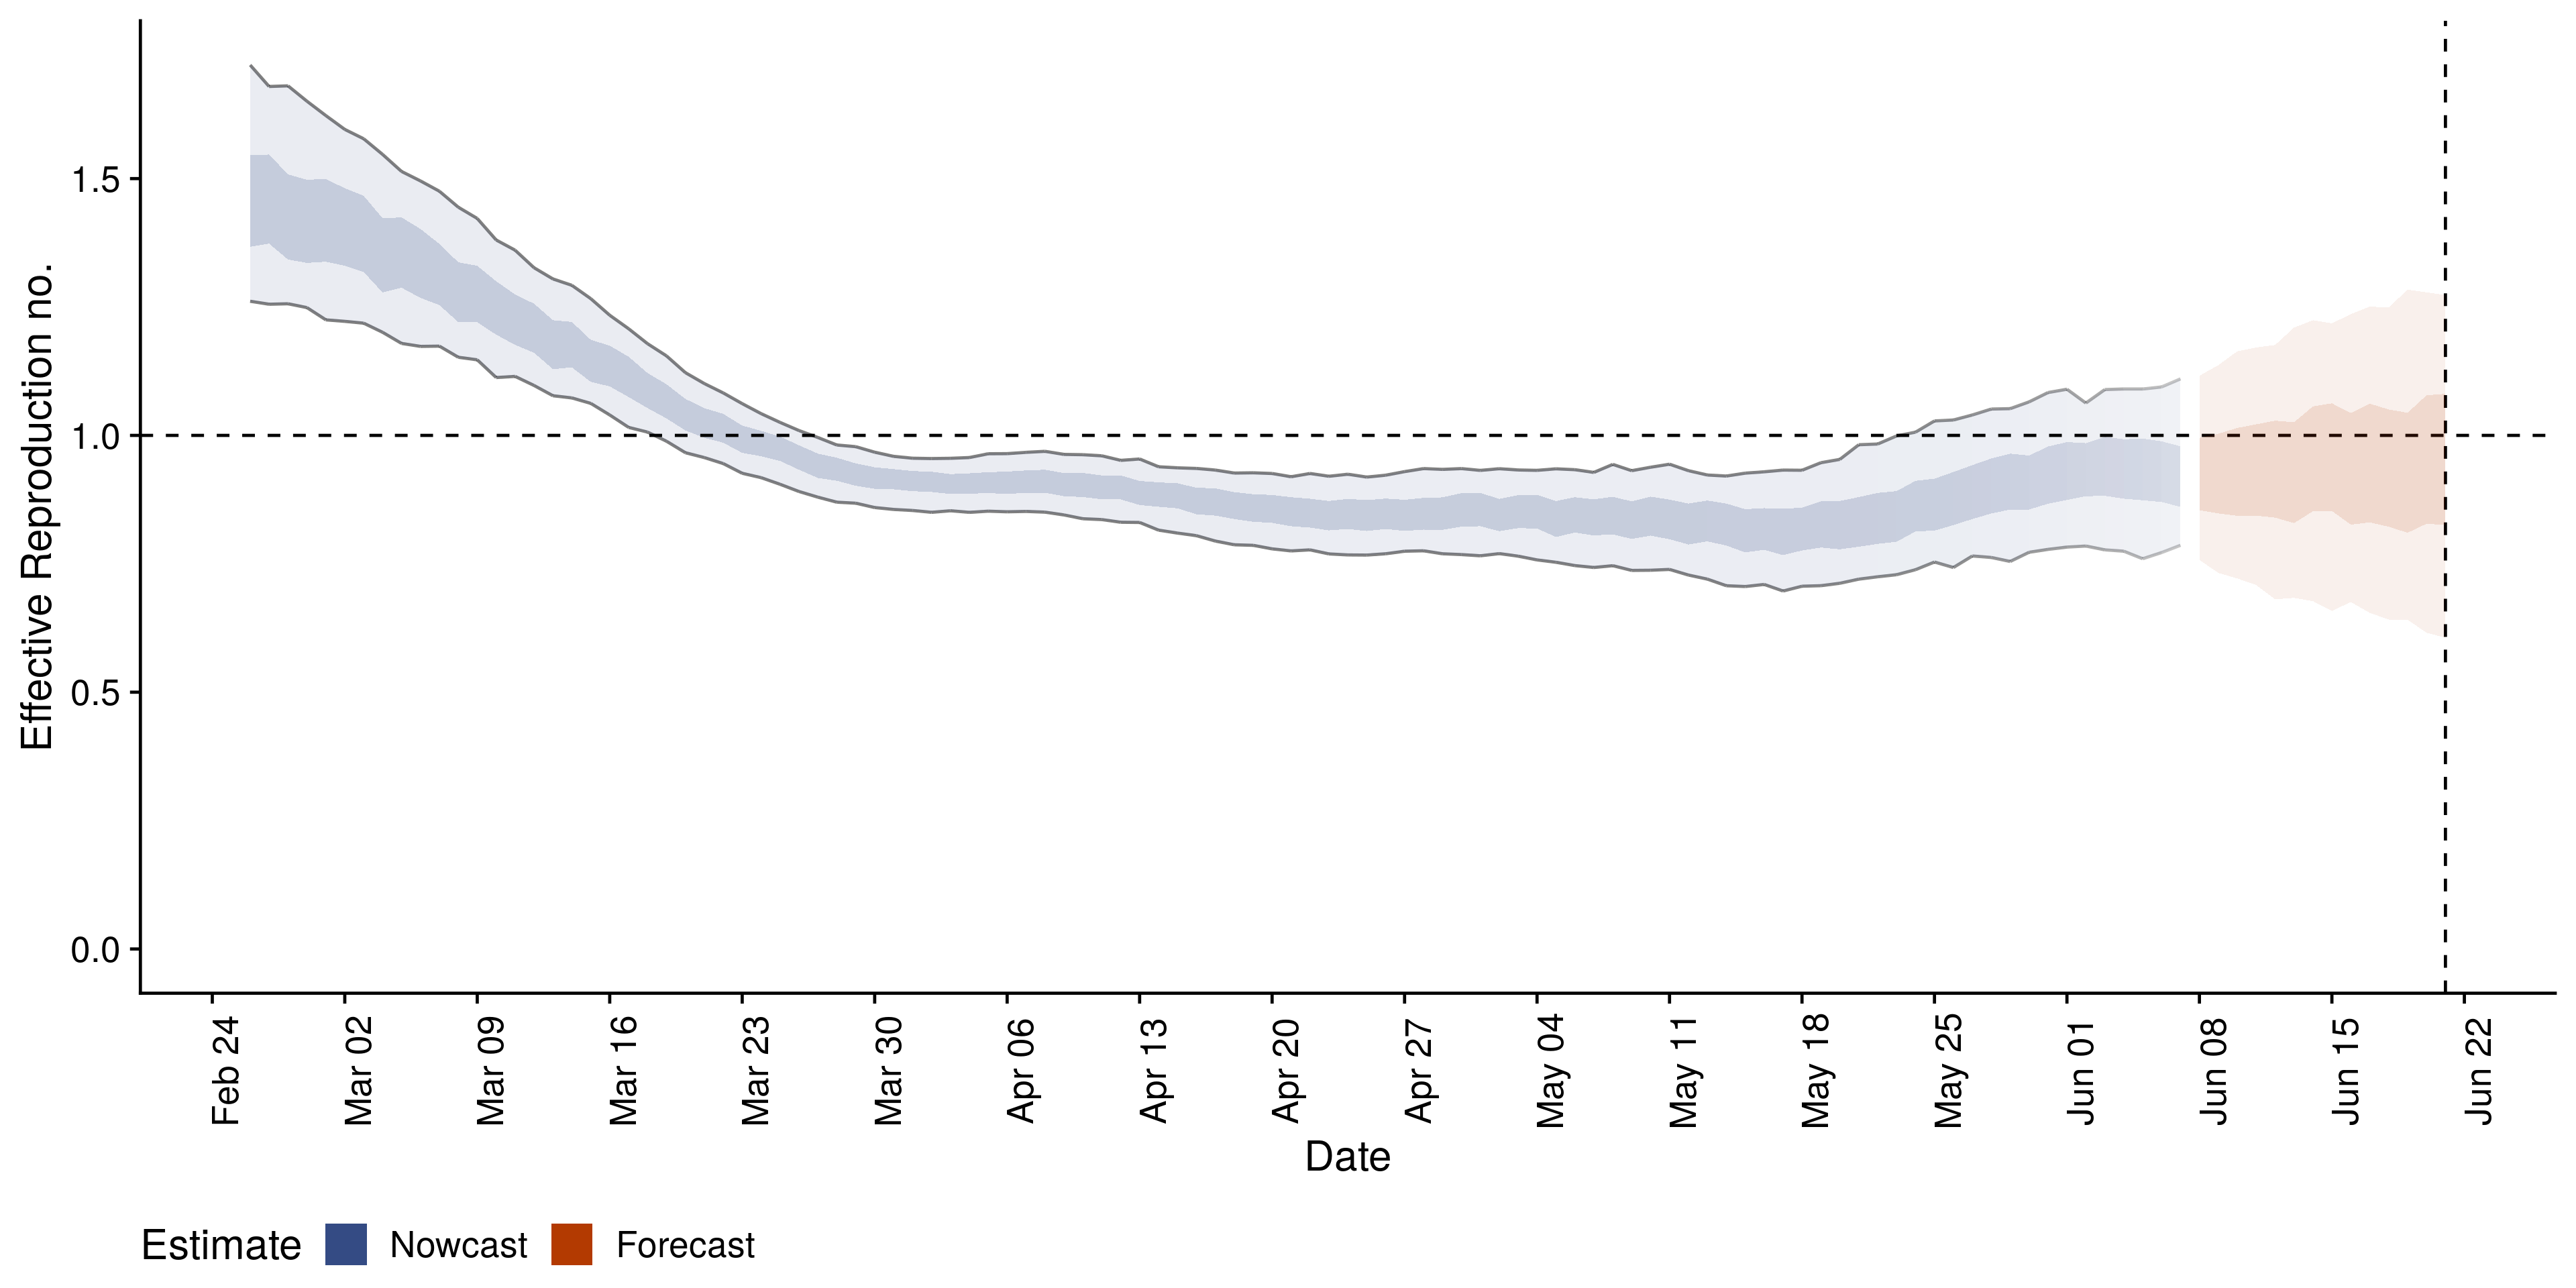 Effective Reproduction no.
1.5
1.0
0.5
0.0
Feb 24
Mar 02
Mar 09
Mar 16
Mar 23
Mar 30
Apr 06
Apr 13
Apr 20
Apr 27
May 04
May 11
May 18
May 25
Jun 01
Jun 08
Jun 15
Jun 22
Date
Estimate Nowcast Forecast